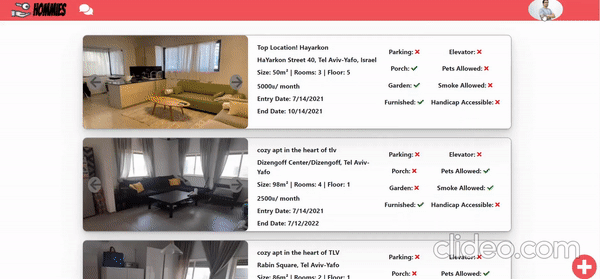 HOMMIES
Top Location! Hayarkon
HaYarkon Street 40, Tel Aviv-Yafo, Israel
Size: 50m² | Rooms: 3 | Floor: 5
5000₪/ month
Entry Date: 7/14/2021
End Date: 10/14/2021
Parking: ✖ Elevator: ✖
Porch: ✔ Pets Allowed: ✖
Garden: ✔ Smoke Allowed: ✖
Furnished: ✔ Handicap Accessible: ✖
cozy apt in the heart of tlv
Dizengoff Center/Dizengoff, Tel Aviv-
Yafo
Size: 98m² | Rooms: 4 | Floor: 1
2500₪/ month
Entry Date: 7/14/2021
End Date: 7/12/2022
Parking: ✖ Elevator: ✖
Porch: ✖ Pets Allowed: ✔
Garden: ✖ Smoke Allowed: ✔
Furnished: ✔ Handicap Accessible: ✖
cozy apt in the heart of TLV
Rabin Square, Tel Aviv-Yafo
Size: 86m² | Rooms: 2 | Floor: 1
Parking: ✖ Elevator: ✖
Porch: ✖ Pets Allowed: ✔
clideo.com